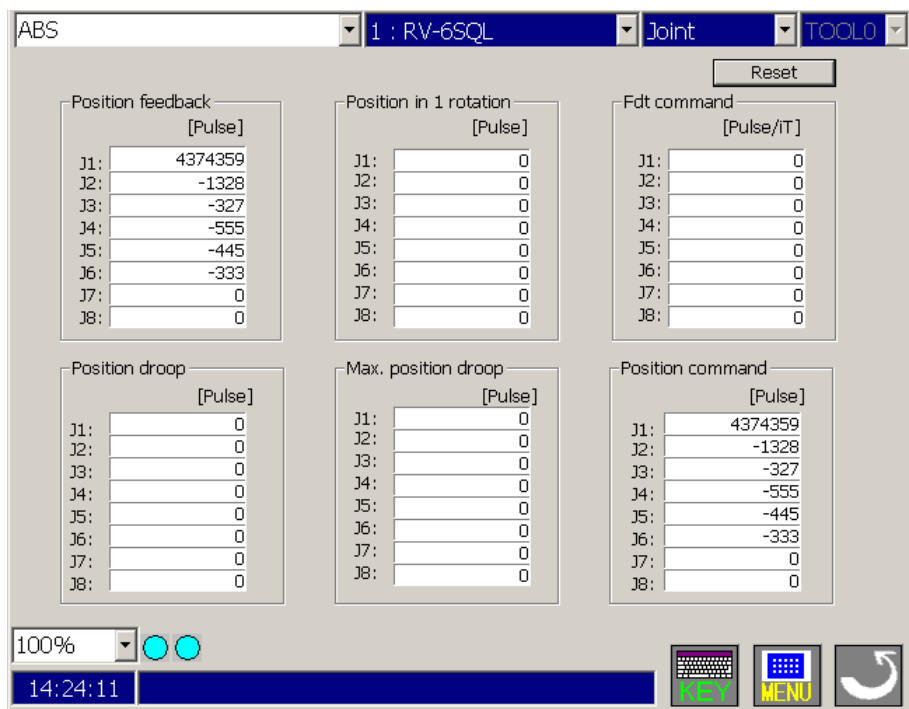 ABS 1 : RV-6SQL Joint TOOL0
Reset
Position feedback
[Pulse]
J1: 4374359
J2: -1328
J3: -327
J4: -555
J5: -445
J6: -333
J7: 0
J8: 0
Position in 1 rotation
[Pulse]
J1: 0
J2: 0
J3: 0
J4: 0
J5: 0
J6: 0
J7: 0
J8: 0
Fdt command
[Pulse/iT]
J1: 0
J2: 0
J3: 0
J4: 0
J5: 0
J6: 0
J7: 0
J8: 0
Position droop
[Pulse]
J1: 0
J2: 0
J3: 0
J4: 0
J5: 0
J6: 0
J7: 0
J8: 0
Max. position droop
[Pulse]
J1: 0
J2: 0
J3: 0
J4: 0
J5: 0
J6: 0
J7: 0
J8: 0
Position command
[Pulse]
J1: 4374359
J2: -1328
J3: -327
J4: -555
J5: -445
J6: -333
J7: 0
J8: 0
100%
14:24:11
KEY
MENU